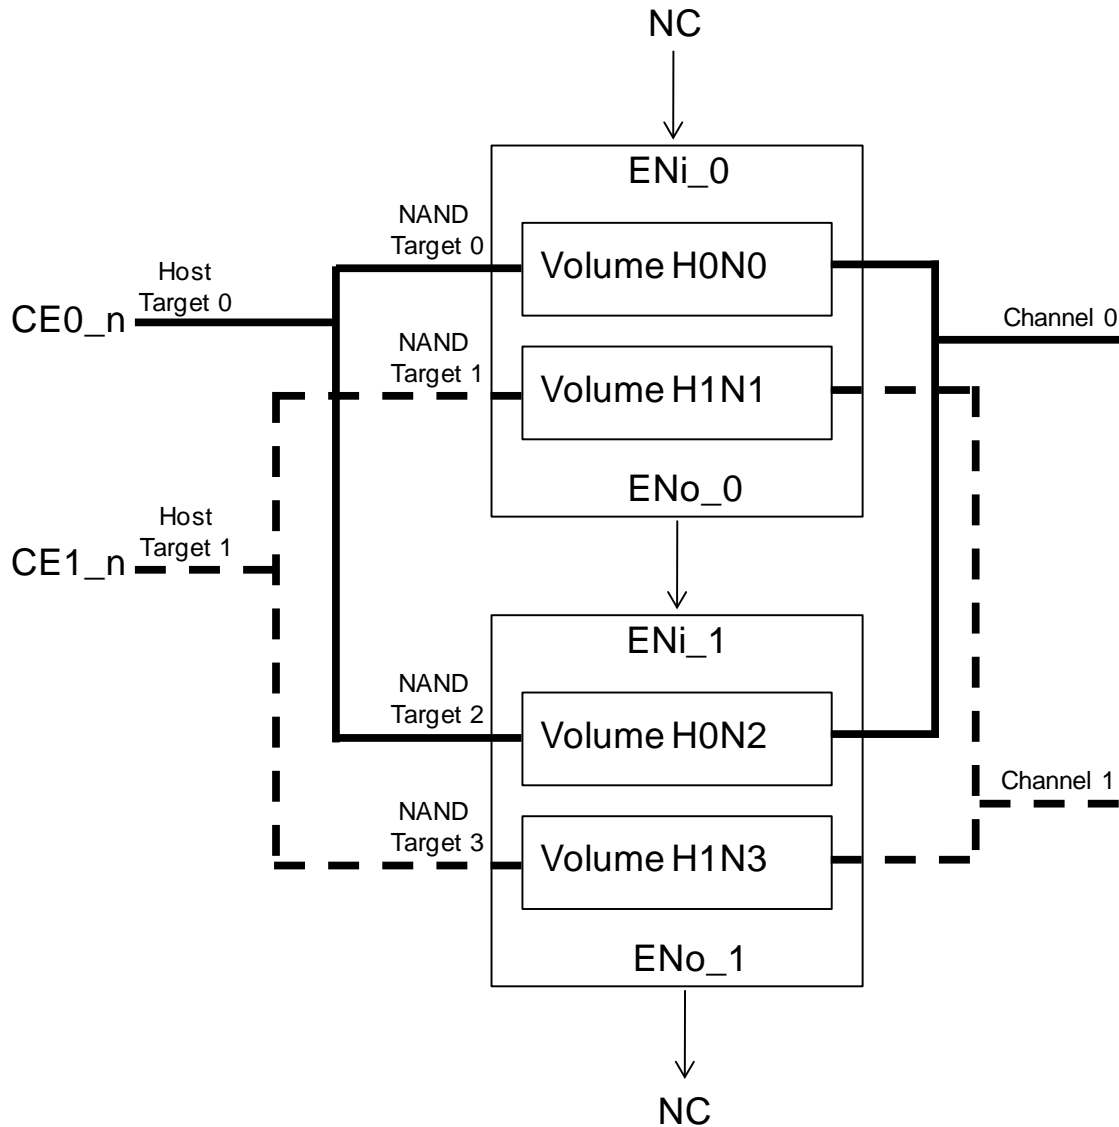 NC
ENi_0
NAND
Target 0
Volume H0N0
Host
Target 0
CE0_n
Channel 0
NAND
Target 1
Volume H1N1
ENo_0
Host
Target 1
CE1_n
ENi_1
NAND
Target 2
Volume H0N2
Channel 1
NAND
Target 3
Volume H1N3
ENo_1
NC